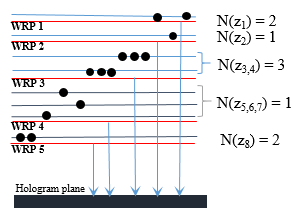 N(z₁) = 2
WRP 1
N(z₂) = 1
WRP 2
N(z₃,₄) = 3
WRP 3
N(z₅,₆,₇) = 1
WRP 4
N(z₈) = 2
WRP 5
Hologram plane